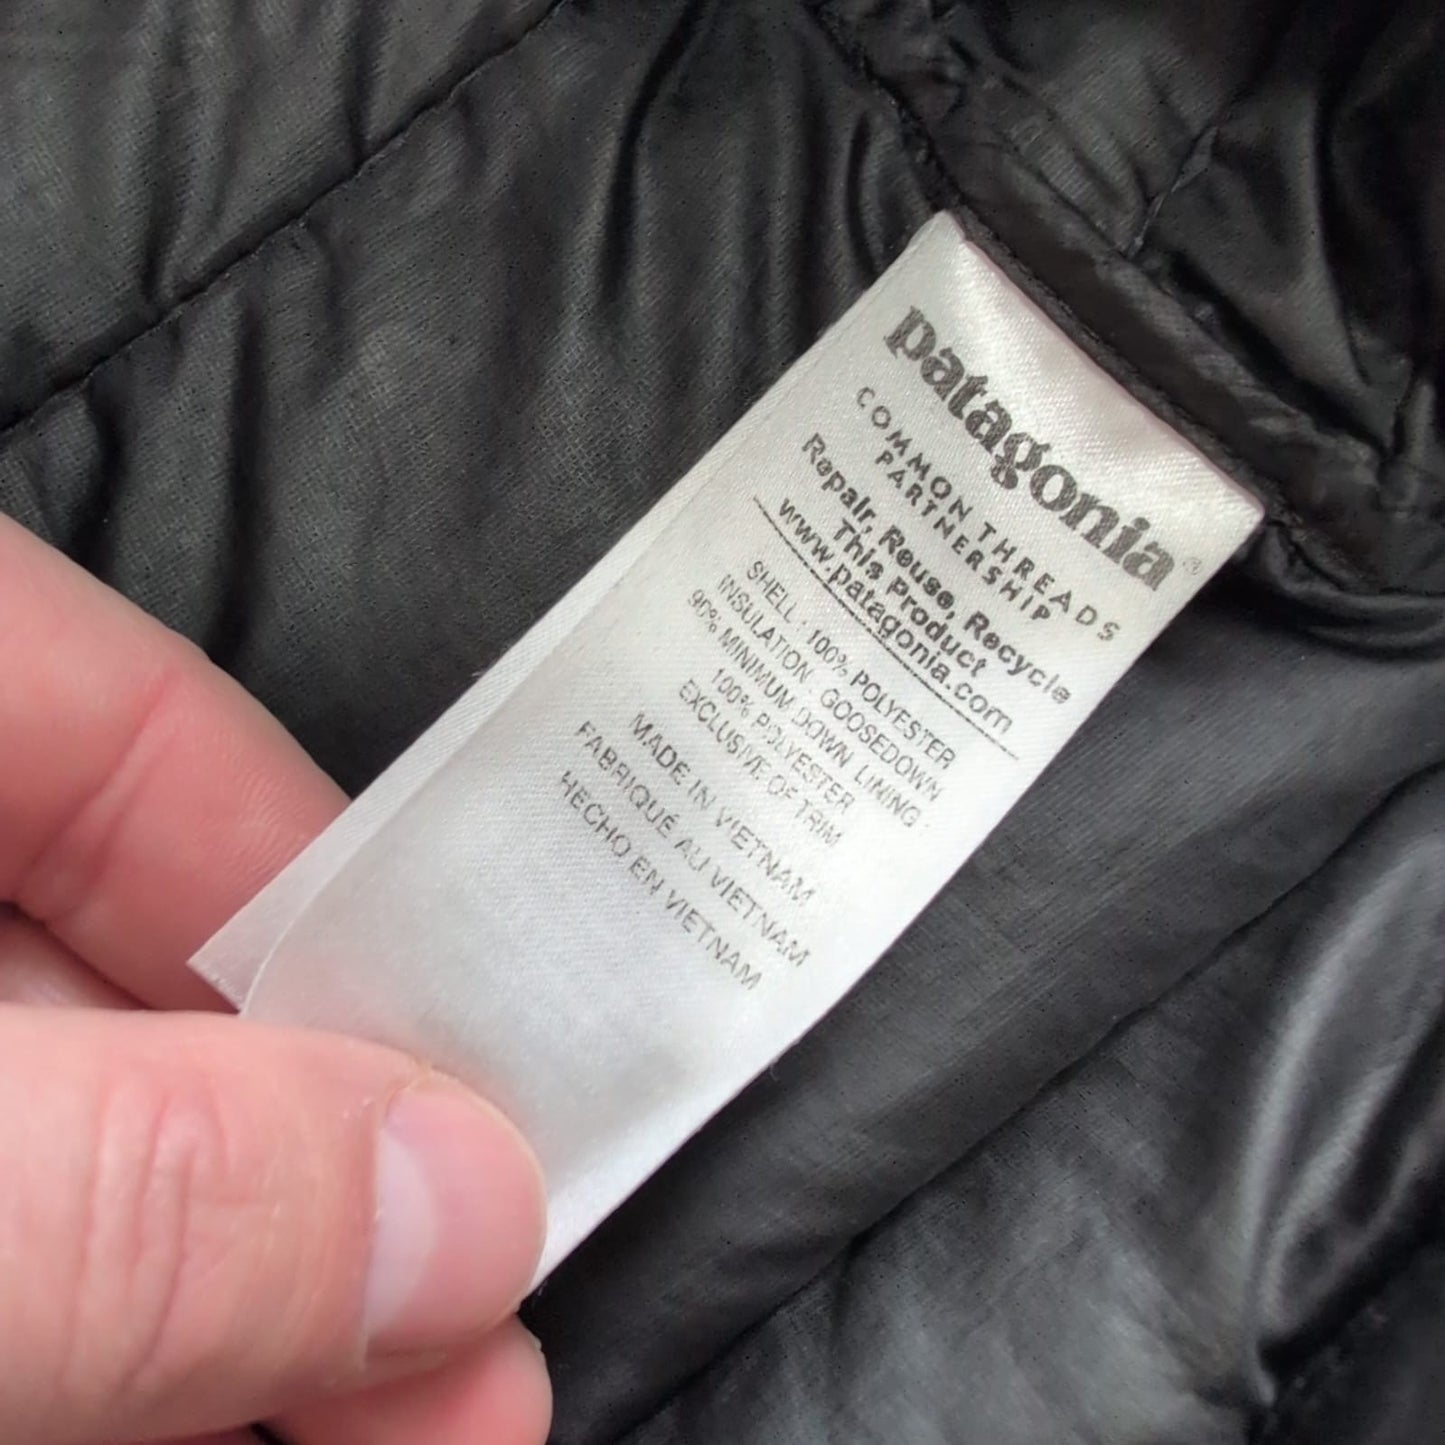 patagonia®
COMMON THREADS
PARTNERSHIP
Repair, Reuse, Recycle
This Product
www.patagonia.com
SHELL : 100% POLYESTER
INSULATION : GOOSEDOWN
90% MINIMUM DOWN LINING :
100% POLYESTER
EXCLUSIVE OF TRIM
MADE IN VIETNAM
FABRIQUÉ AU VIETNAM
HECHO EN VIETNAM